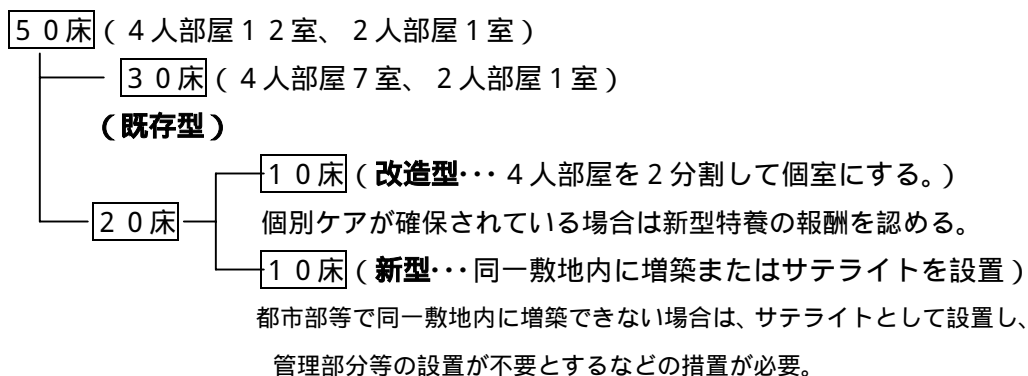 ５０床（４人部屋１２室、２人部屋１室）
３０床（４人部屋７室、２人部屋１室）
（既存型）
１０床（改造型･･･４人部屋を２分割して個室にする。）
２０床 個別ケアが確保されている場合は新型特養の報酬を認める。
１０床（新型･･･同一敷地内に増築またはサテライトを設置）
都市部等で同一敷地内に増築できない場合は、サテライトとして設置し、
管理部分等の設置が不要とするなどの措置が必要。